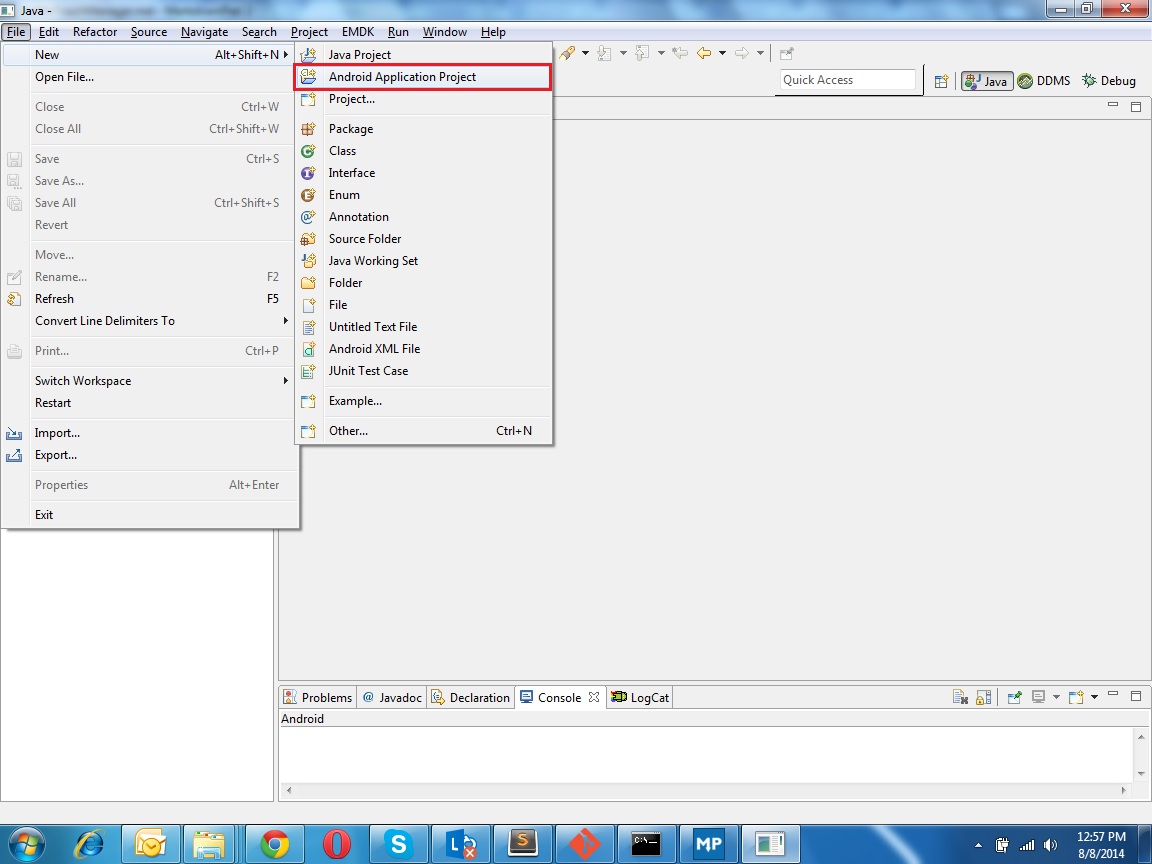 Java -
File Edit Refactor Source Navigate Search Project EMDK Run Window Help
New Alt+Shift+N
Open File...
Close Ctrl+W
Close All Ctrl+Shift+W
Save Ctrl+S
Save As...
Save All Ctrl+Shift+S
Revert
Move...
Rename... F2
Refresh F5
Convert Line Delimiters To
Print... Ctrl+P
Switch Workspace
Restart
Import...
Export...
Properties Alt+Enter
Exit
Java Project
Android Application Project
Project...
Package
Class
Interface
Enum
Annotation
Source Folder
Java Working Set
Folder
File
Untitled Text File
Android XML File
JUnit Test Case
Example...
Other... Ctrl+N
Quick Access
Java DDMS Debug
Problems @ Javadoc Declaration Console LogCat
Android
C:\_
MP
12:57 PM
8/8/2014